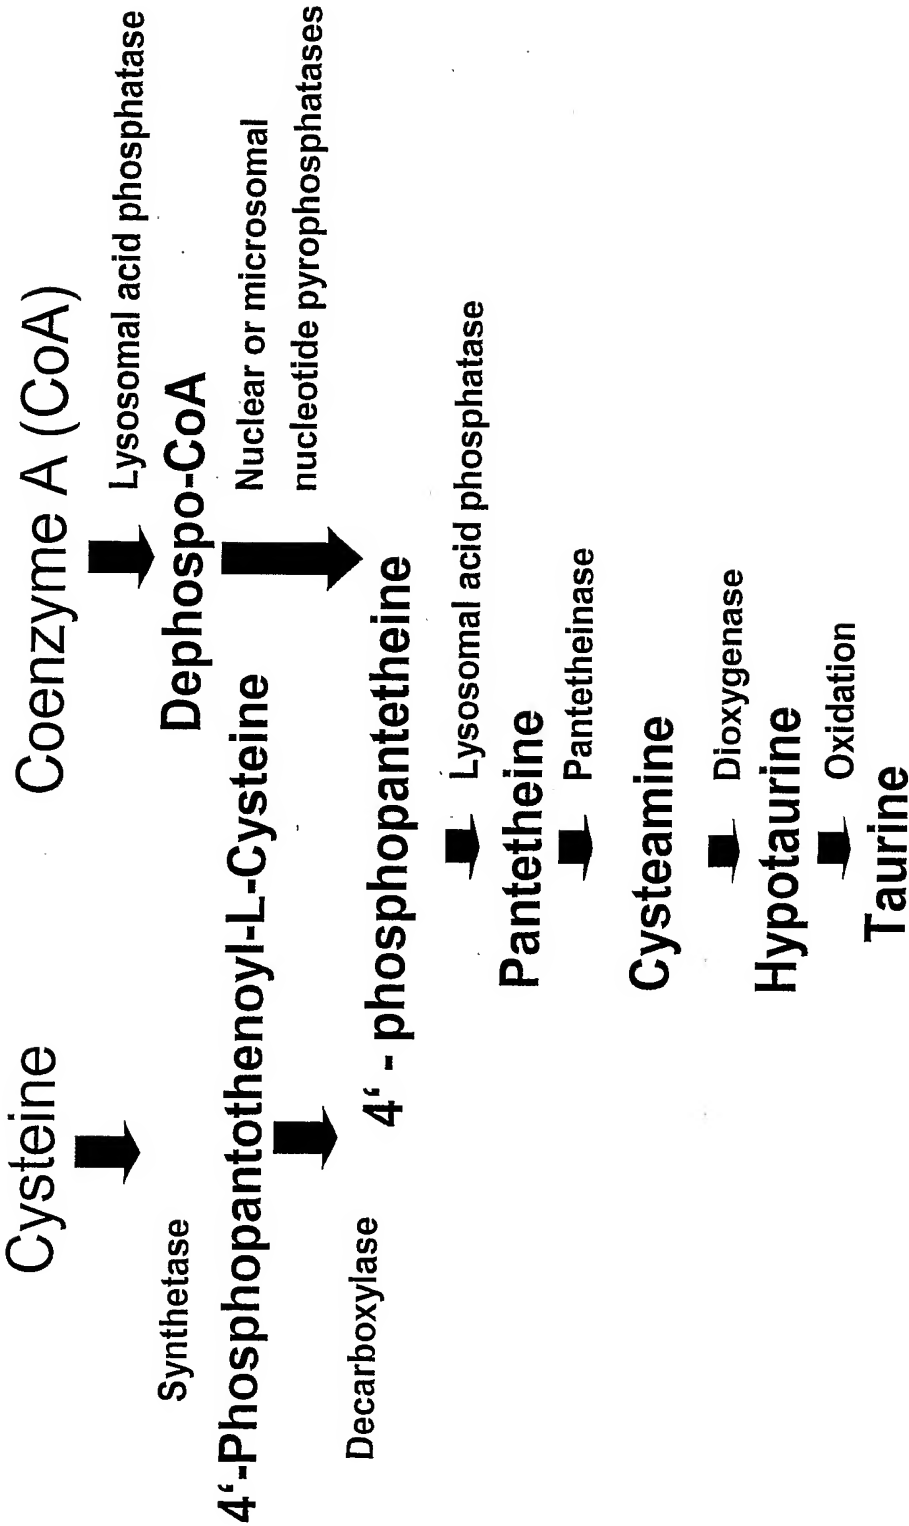 Cysteine
Coenzyme A (CoA)
Lysosomal acid phosphatase
Synthetase
Dephospo-CoA
4‘-Phosphopantothenoyl-L-Cysteine
Nuclear or microsomal
nucleotide pyrophosphatases
Decarboxylase
4‘ - phosphopantetheine
Lysosomal acid phosphatase
Pantetheine
Pantetheinase
Cysteamine
Dioxygenase
Hypotaurine
Oxidation
Taurine